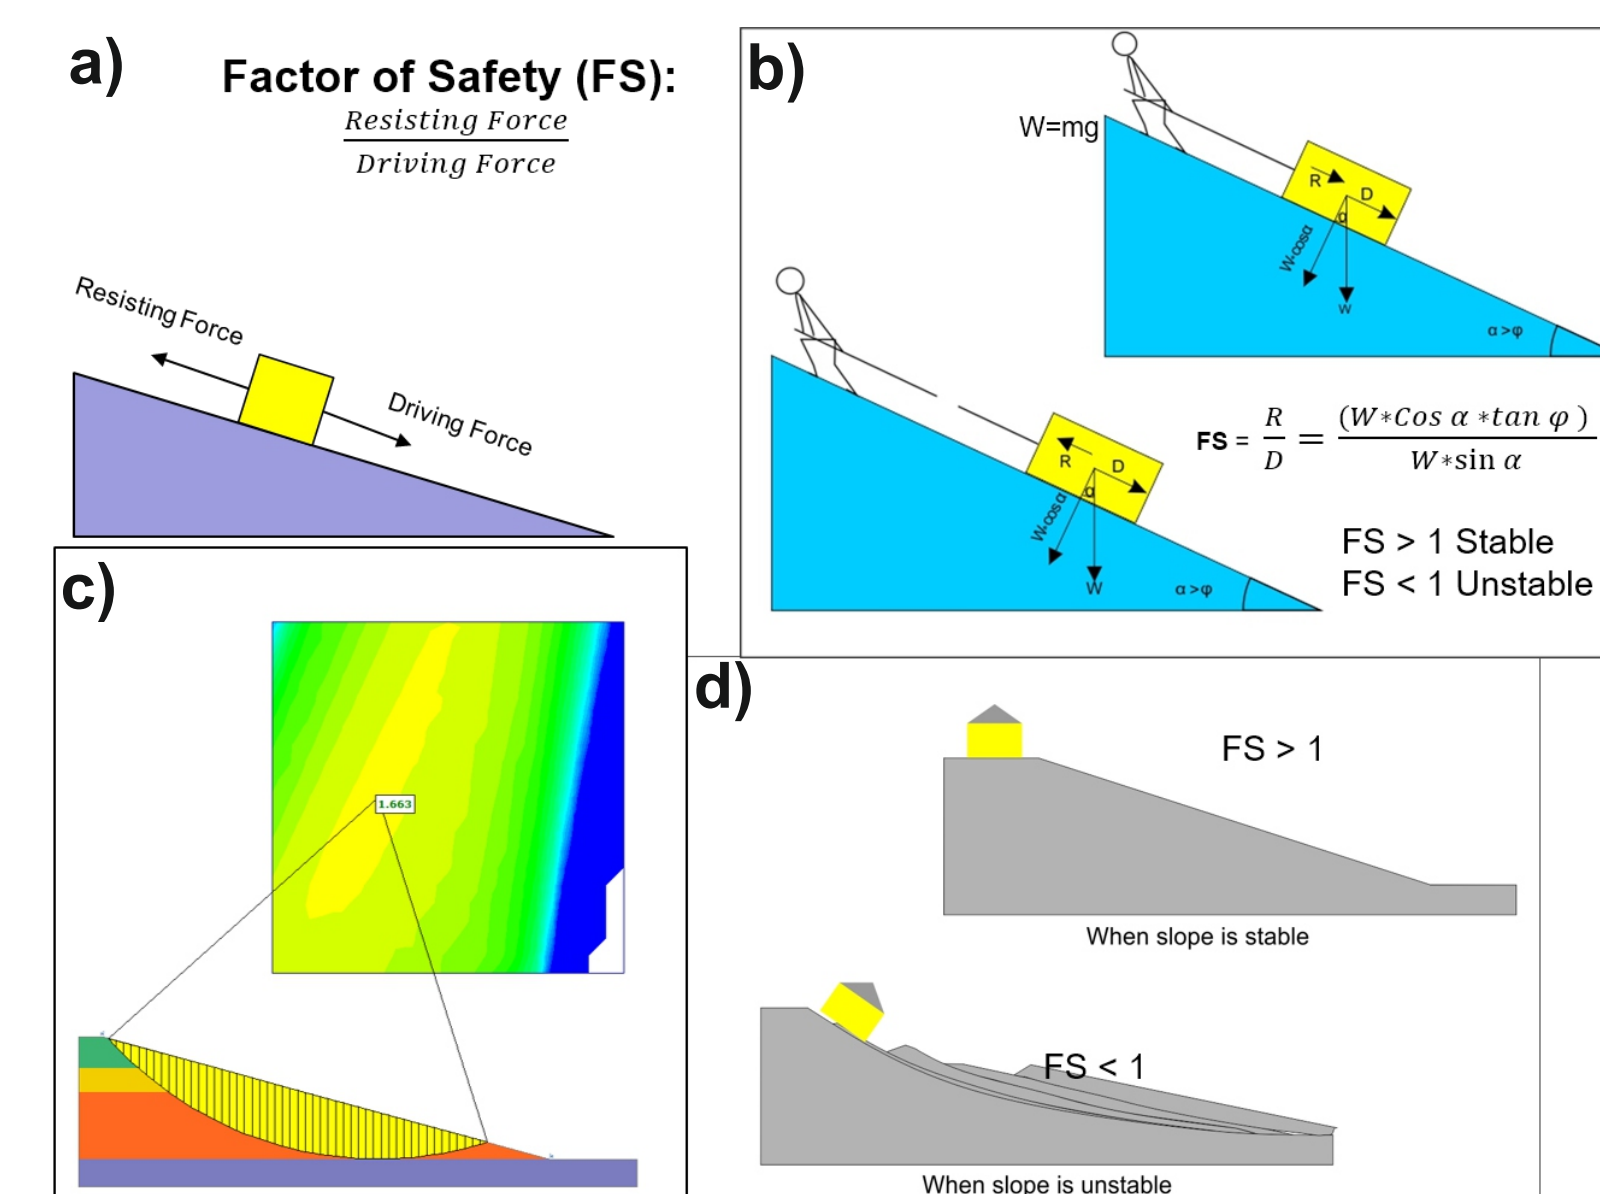 a)
Factor of Safety (FS):
Resisting Force
Driving Force
Resisting Force
Driving Force
b)
W=mg
R
D
α
W*cosα
W
α>φ
R
D
α
W*cosα
W
α>φ
FS = R/D = (W*Cos α *tan φ ) / W*sin α
FS > 1 Stable
FS < 1 Unstable
c)
1.663
d)
FS > 1
When slope is stable
FS < 1
When slope is unstable